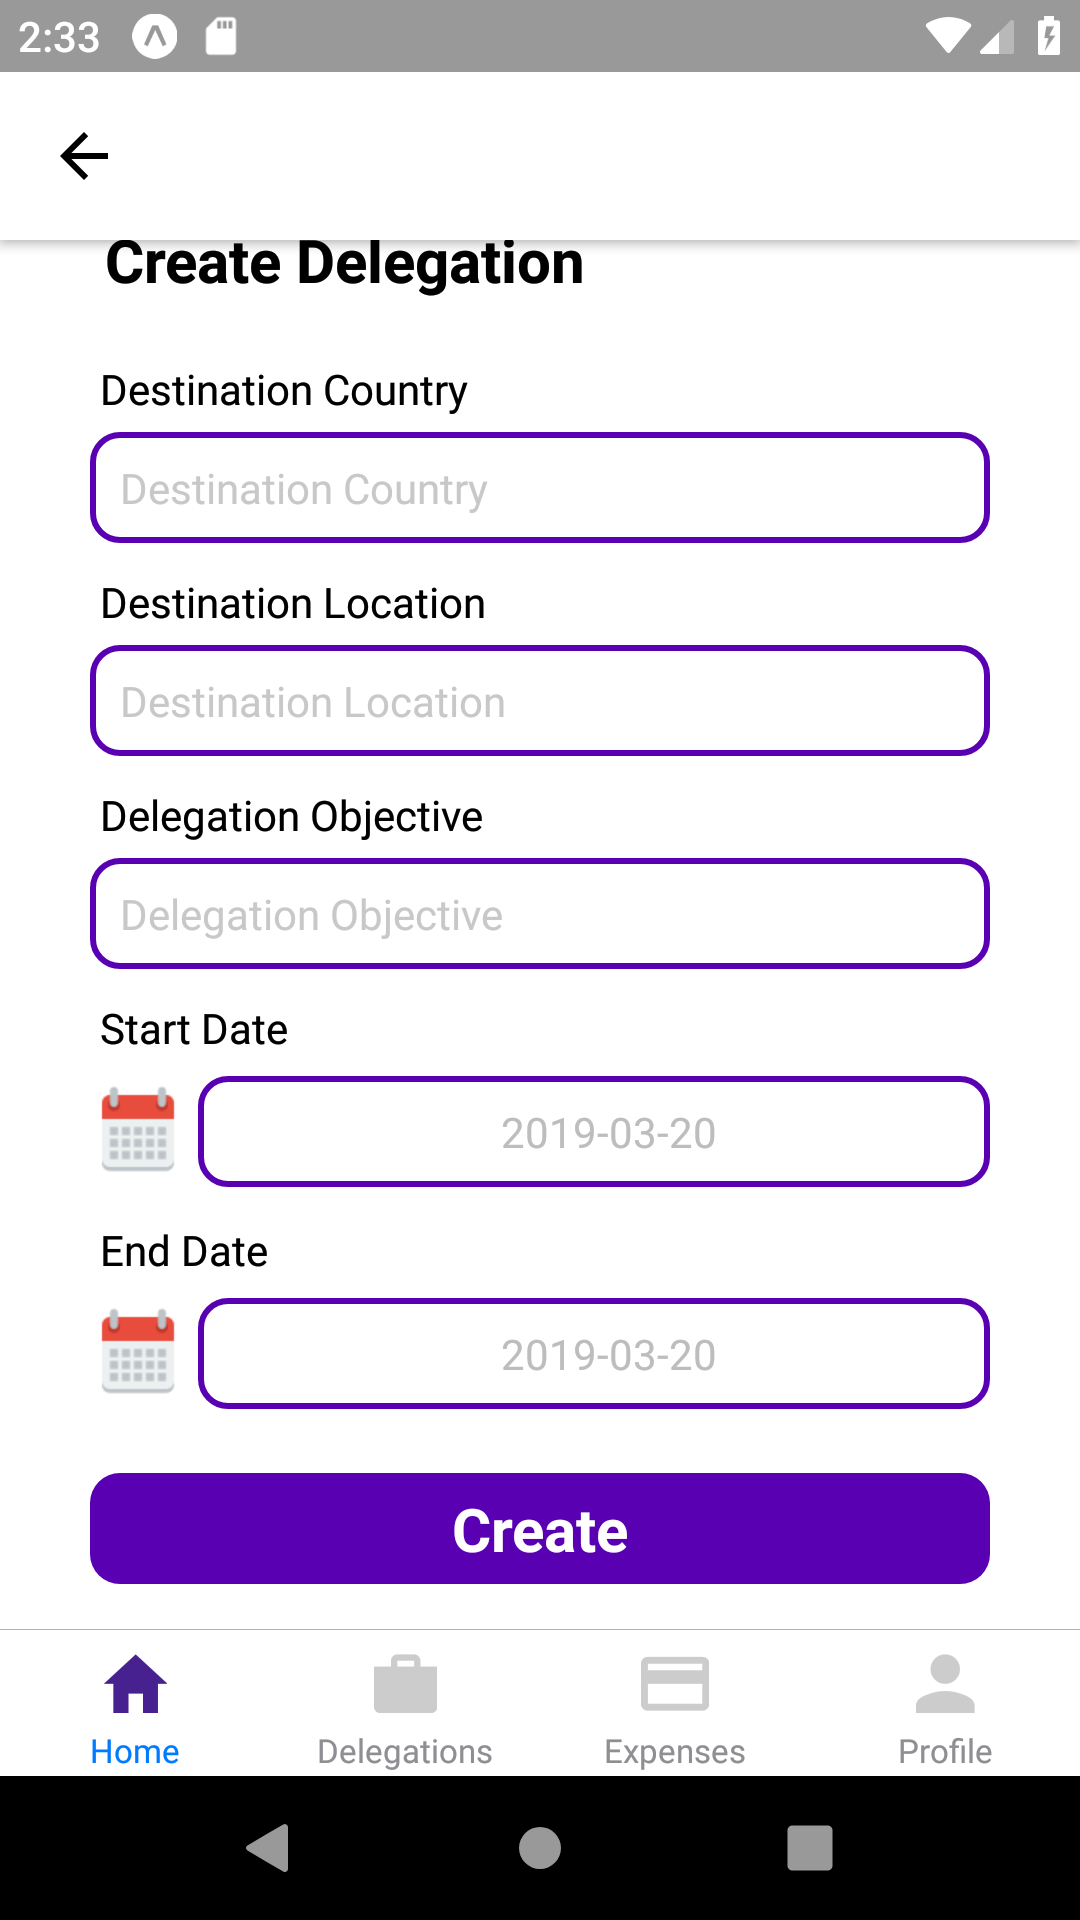 2:33
Create Delegation
Destination Country
Destination Country
Destination Location
Destination Location
Delegation Objective
Delegation Objective
Start Date
2019-03-20
End Date
2019-03-20
Create
Home Delegations Expenses Profile